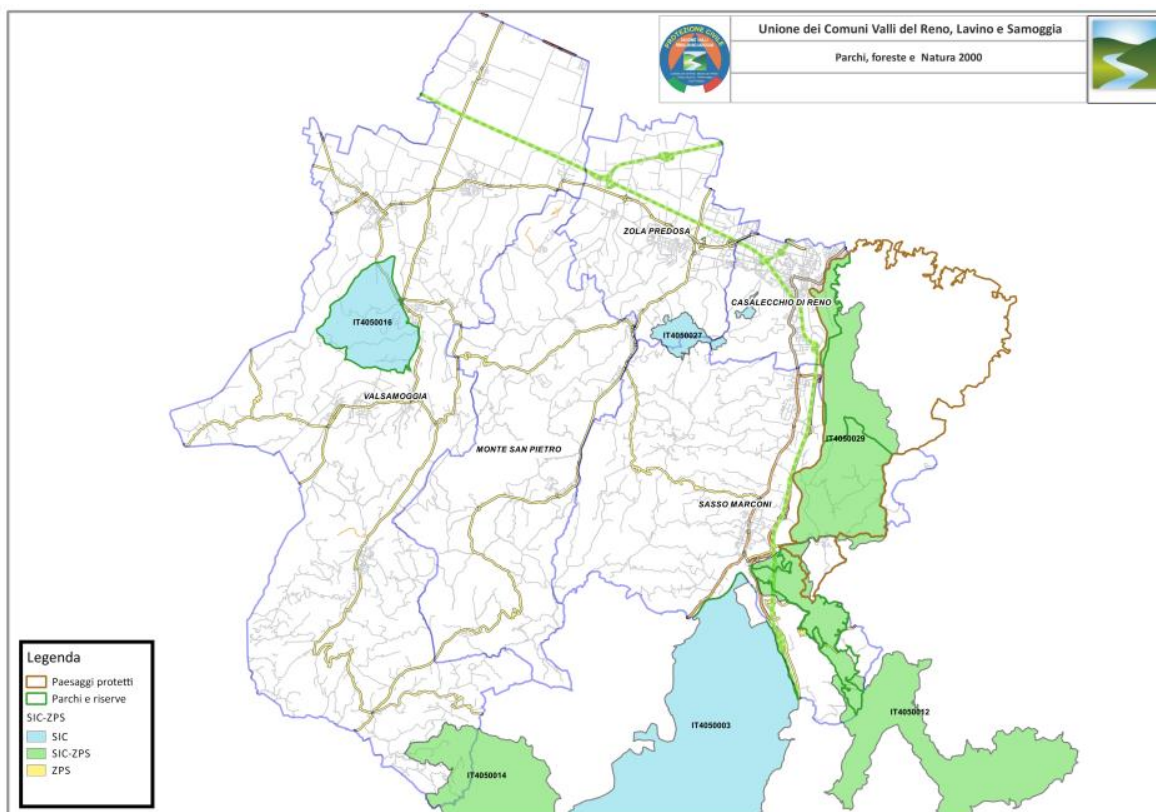 Unione dei Comuni Valli del Reno, Lavino e Samoggia
PROTEZIONE CIVILE
Parchi, foreste e Natura 2000
ZOLA PREDOSA
CASALECCHIO DI RENO
IT4050016
IT4050027
VALSAMOGGIA
IT4050029
MONTE SAN PIETRO
SASSO MARCONI
IT4050003
IT4050012
IT4050014
Legenda
Paesaggi protetti
Parchi e riserve
SIC-ZPS
SIC
SIC-ZPS
ZPS